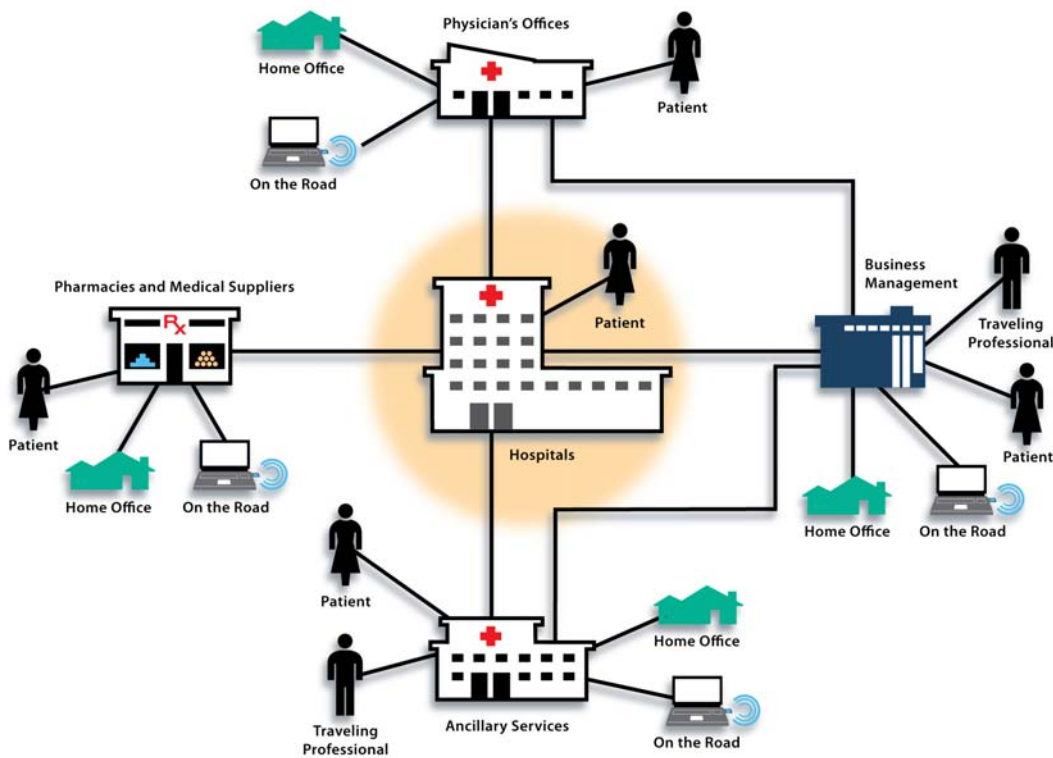 Physician's Offices
Home Office
Patient
On the Road
Patient
Business
Management
Traveling
Professional
Pharmacies and Medical Suppliers
Rx
Patient
Home Office
On the Road
Hospitals
Patient
Home Office
On the Road
Patient
Home Office
Traveling
Professional
Ancillary Services
On the Road